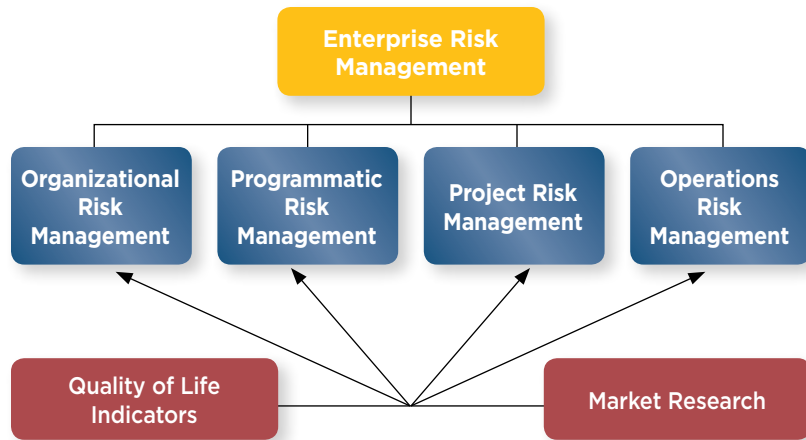 Enterprise Risk
Management
Organizational
Risk
Management
Programmatic
Risk
Management
Project Risk
Management
Operations
Risk
Management
Quality of Life
Indicators
Market Research